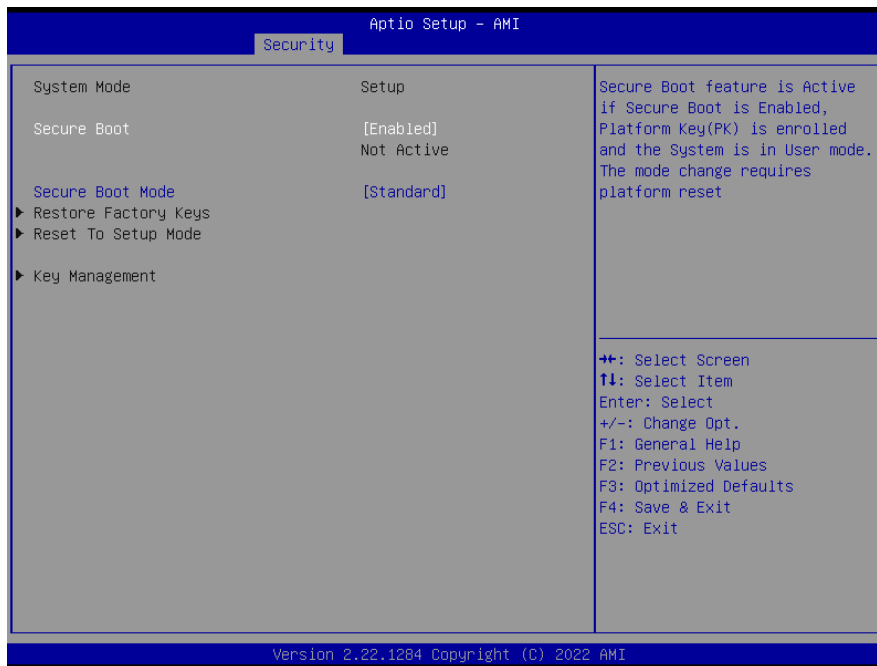 Aptio Setup – AMI
Security
System Mode Setup
Secure Boot [Enabled]
Not Active
Secure Boot Mode [Standard]
▶ Restore Factory Keys
▶ Reset To Setup Mode
▶ Key Management
Secure Boot feature is Active
if Secure Boot is Enabled,
Platform Key(PK) is enrolled
and the System is in User mode.
The mode change requires
platform reset
→←: Select Screen
↑↓: Select Item
Enter: Select
+/–: Change Opt.
F1: General Help
F2: Previous Values
F3: Optimized Defaults
F4: Save & Exit
ESC: Exit
Version 2.22.1284 Copyright (C) 2022 AMI